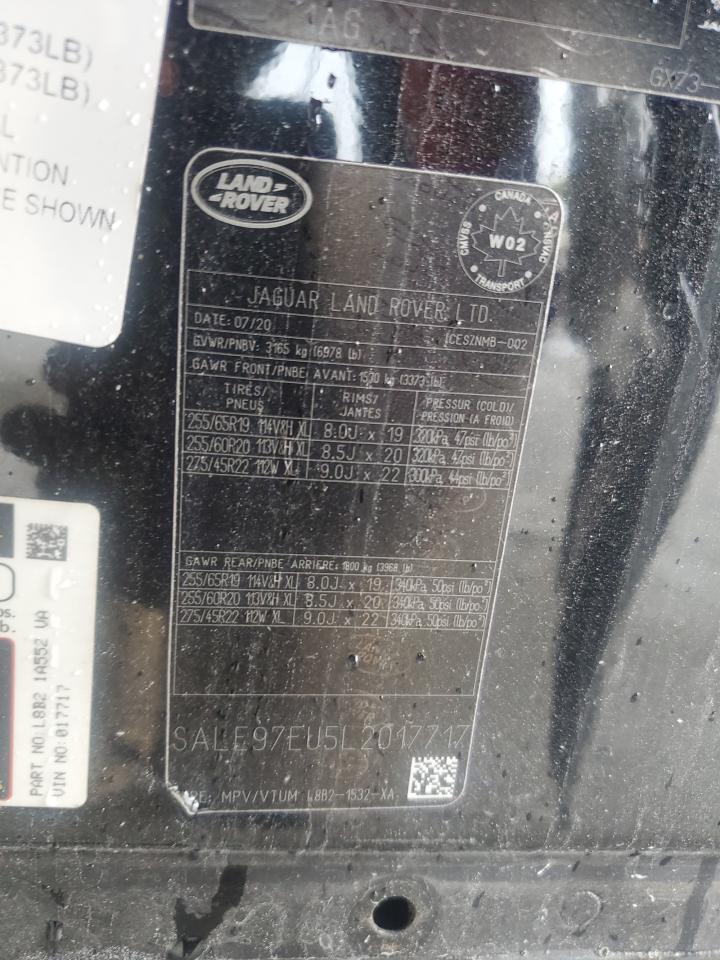 1AG
GX73-
373LB)
373LB)
NTION
E SHOWN
LAND
ROVER
CANADA
CMVSS
W02
NSVAC
TRANSPORT
JAGUAR LAND ROVER LTD.
DATE: 07/20
GVWR/PNBV: 3165 kg (6978 lb)
GAWR FRONT/PNBE AVANT: 1530 kg (3373 lb)
TIRES/ PNEUS RIMS/ JANTES PRESSUR (COLD)/ PRESSION (A FROID)
255/65R19 114V&H XL 8.0J x 19 320kPa, 47psi (lb/po²)
255/60R20 113V&H XL 8.5J x 20 320kPa, 47psi (lb/po²)
275/45R22 112W XL 9.0J x 22 300kPa, 44psi (lb/po²)
GAWR REAR/PNBE ARRIERE: 1800 kg (3968 lb)
255/65R19 114V&H XL 8.0J x 19 340kPa, 50psi (lb/po²)
255/60R20 113V&H XL 8.5J x 20 340kPa, 50psi (lb/po²)
275/45R22 112W XL 9.0J x 22 340kPa, 50psi (lb/po²)
SALE97EU5L2017717
MPV/VTUM L8B2-1532-XA
os.
b.
PART NO: L8B2 1A552 VA
VIN NO: 017717